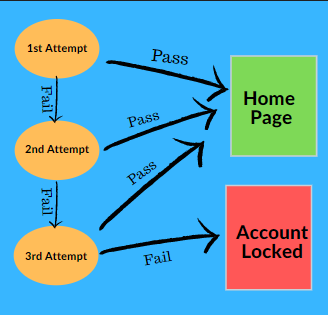 1st Attempt
Pass
Fail
Home
Page
Pass
2nd Attempt
Pass
Fail
Account
Locked
3rd Attempt
Fail